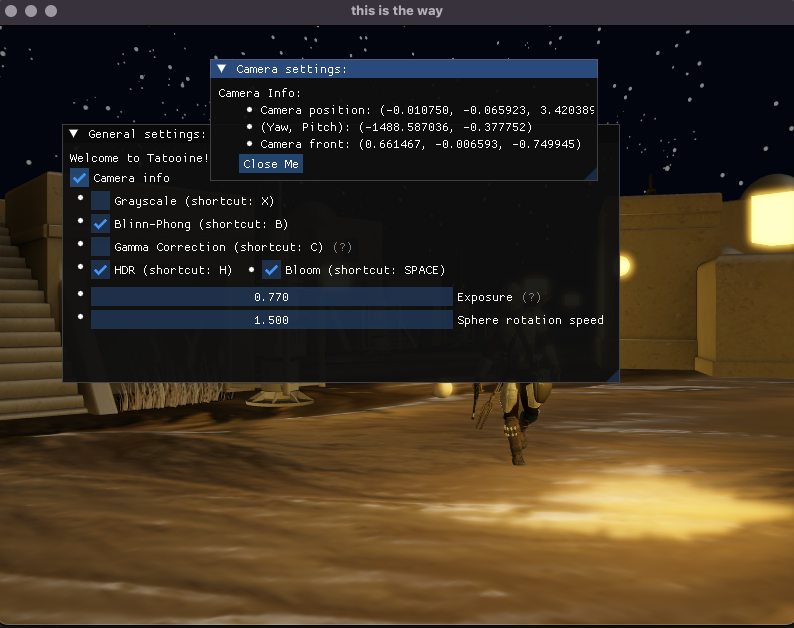 this is the way
Camera settings:
Camera Info:
Camera position: (-0.010750, -0.065923, 3.420389
(Yaw, Pitch): (-1488.587036, -0.377752)
Camera front: (0.661467, -0.006593, -0.749945)
Close Me
General settings:
Welcome to Tatooine!
Camera info
Grayscale (shortcut: X)
Blinn-Phong (shortcut: B)
Gamma Correction (shortcut: C) (?)
HDR (shortcut: H) Bloom (shortcut: SPACE)
0.770 Exposure (?)
1.500 Sphere rotation speed